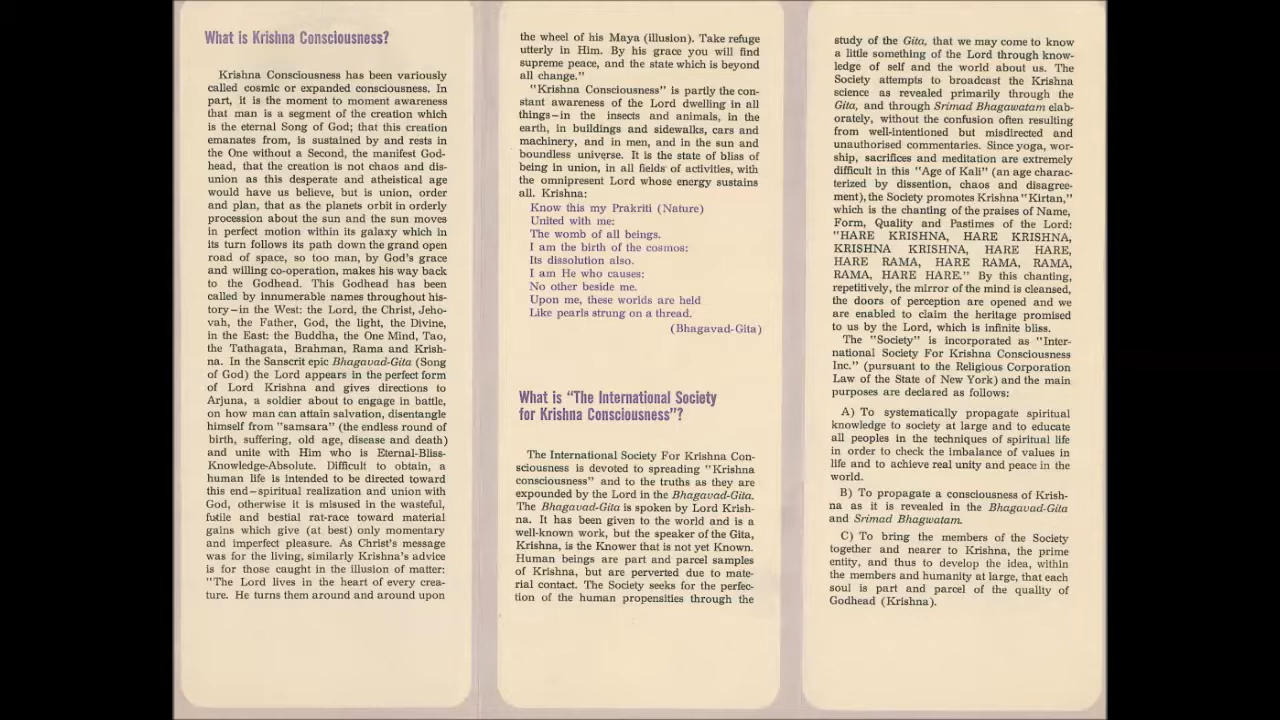 What is Krishna Consciousness?
Krishna Consciousness has been variously
called cosmic or expanded consciousness. In
part, it is the moment to moment awareness
that man is a segment of the creation which
is the eternal Song of God; that this creation
emanates from, is sustained by and rests in
the One without a Second, the manifest God-
head, that the creation is not chaos and dis-
union as this desperate and atheistical age
would have us believe, but is union, order
and plan, that as the planets orbit in orderly
procession about the sun and the sun moves
in perfect motion within its galaxy which in
its turn follows its path down the grand open
road of space, so too man, by God's grace
and willing co-operation, makes his way back
to the Godhead. This Godhead has been
called by innumerable names throughout his-
tory—in the West: the Lord, the Christ, Jeho-
vah, the Father, God, the light, the Divine,
in the East: the Buddha, the One Mind, Tao,
the Tathagata, Brahman, Rama and Krish-
na. In the Sanscrit epic Bhagavad-Gita (Song
of God) the Lord appears in the perfect form
of Lord Krishna and gives directions to
Arjuna, a soldier about to engage in battle,
on how man can attain salvation, disentangle
himself from "samsara" (the endless round of
birth, suffering, old age, disease and death)
and unite with Him who is Eternal-Bliss-
Knowledge-Absolute. Difficult to obtain, a
human life is intended to be directed toward
this end—spiritual realization and union with
God, otherwise it is misused in the wasteful,
futile and bestial rat-race toward material
gains which give (at best) only momentary
and imperfect pleasure. As Christ's message
was for the living, similarly Krishna's advice
is for those caught in the illusion of matter:
"The Lord lives in the heart of every crea-
ture. He turns them around and around upon
the wheel of his Maya (illusion). Take refuge
utterly in Him. By his grace you will find
supreme peace, and the state which is beyond
all change."
"Krishna Consciousness" is partly the con-
stant awareness of the Lord dwelling in all
things—in the insects and animals, in the
earth, in buildings and sidewalks, cars and
machinery, and in men, and in the sun and
boundless universe. It is the state of bliss of
being in union, in all fields of activities, with
the omnipresent Lord whose energy sustains
all. Krishna:
Know this my Prakriti (Nature)
United with me:
The womb of all beings.
I am the birth of the cosmos:
Its dissolution also.
I am He who causes:
No other beside me.
Upon me, these worlds are held
Like pearls strung on a thread.
(Bhagavad-Gita)
What is "The International Society
for Krishna Consciousness"?
The International Society For Krishna Con-
sciousness is devoted to spreading "Krishna
consciousness" and to the truths as they are
expounded by the Lord in the Bhagavad-Gita.
The Bhagavad-Gita is spoken by Lord Krish-
na. It has been given to the world and is a
well-known work, but the speaker of the Gita,
Krishna, is the Knower that is not yet Known.
Human beings are part and parcel samples
of Krishna, but are perverted due to mate-
rial contact. The Society seeks for the perfec-
tion of the human propensities through the
study of the Gita, that we may come to know
a little something of the Lord through know-
ledge of self and the world about us. The
Society attempts to broadcast the Krishna
science as revealed primarily through the
Gita, and through Srimad Bhagawatam elab-
orately, without the confusion often resulting
from well-intentioned but misdirected and
unauthorised commentaries. Since yoga, wor-
ship, sacrifices and meditation are extremely
difficult in this "Age of Kali" (an age charac-
terized by dissention, chaos and disagree-
ment), the Society promotes Krishna "Kirtan,"
which is the chanting of the praises of Name,
Form, Quality and Pastimes of the Lord:
"HARE KRISHNA, HARE KRISHNA,
KRISHNA KRISHNA, HARE HARE,
HARE RAMA, HARE RAMA, RAMA,
RAMA, HARE HARE." By this chanting,
repetitively, the mirror of the mind is cleansed,
the doors of perception are opened and we
are enabled to claim the heritage promised
to us by the Lord, which is infinite bliss.
The "Society" is incorporated as "Inter-
national Society For Krishna Consciousness
Inc." (pursuant to the Religious Corporation
Law of the State of New York) and the main
purposes are declared as follows:
A) To systematically propagate spiritual
knowledge to society at large and to educate
all peoples in the techniques of spiritual life
in order to check the imbalance of values in
life and to achieve real unity and peace in the
world.
B) To propagate a consciousness of Krish-
na as it is revealed in the Bhagavad-Gita
and Srimad Bhagwatam.
C) To bring the members of the Society
together and nearer to Krishna, the prime
entity, and thus to develop the idea, within
the members and humanity at large, that each
soul is part and parcel of the quality of
Godhead (Krishna).